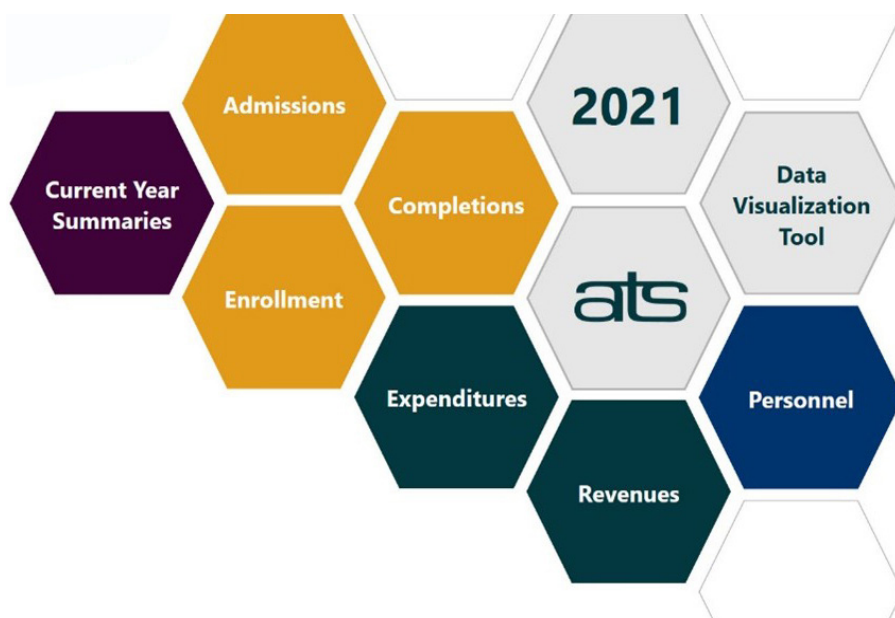 Admissions
2021
Current Year
Summaries
Completions
Data
Visualization
Tool
Enrollment
ats
Expenditures
Personnel
Revenues